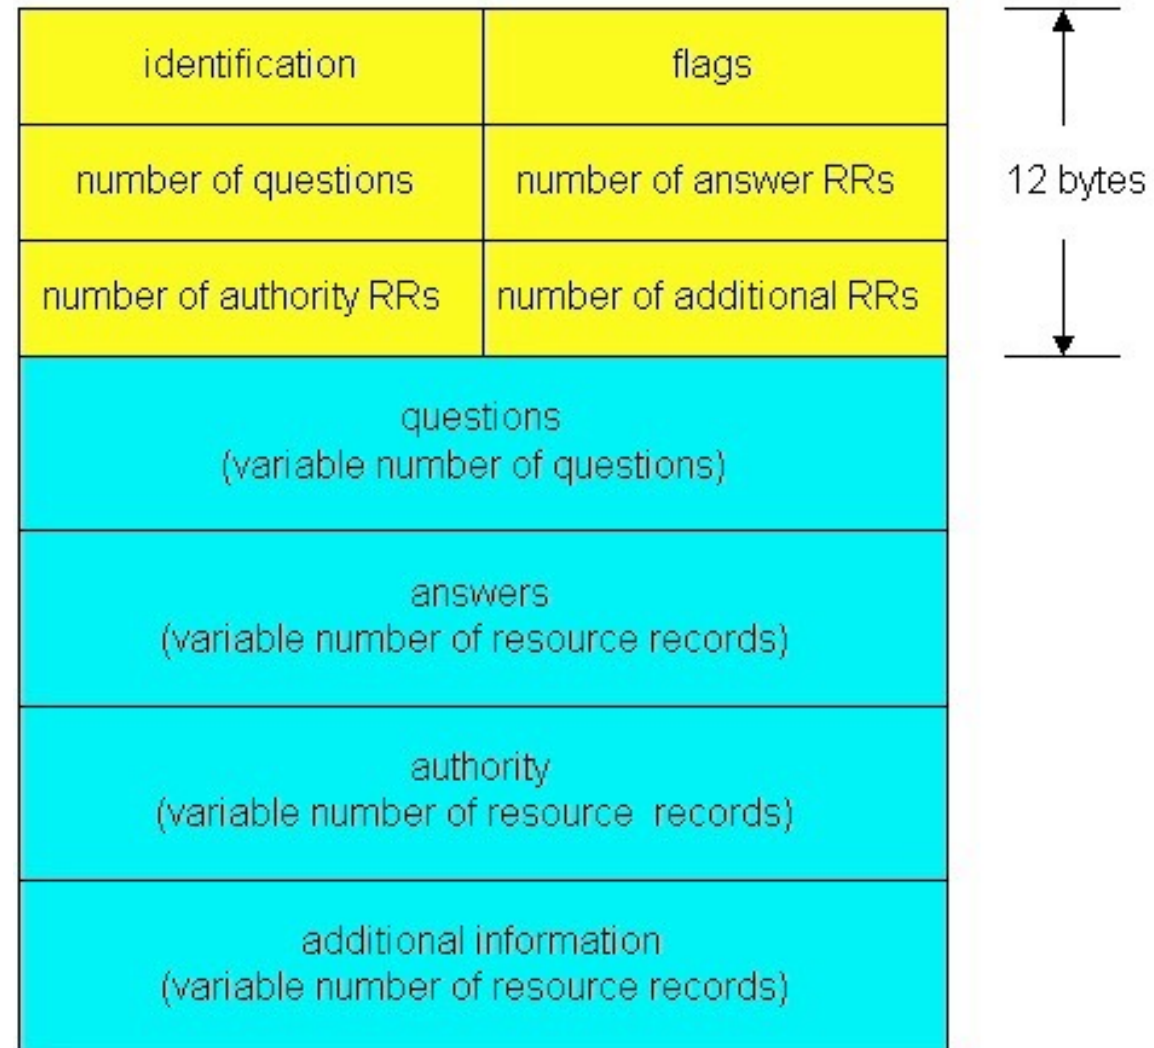 identification
flags
number of questions
number of answer RRs
12 bytes
number of authority RRs
number of additional RRs
questions
(variable number of questions)
answers
(variable number of resource records)
authority
(variable number of resource records)
additional information
(variable number of resource records)